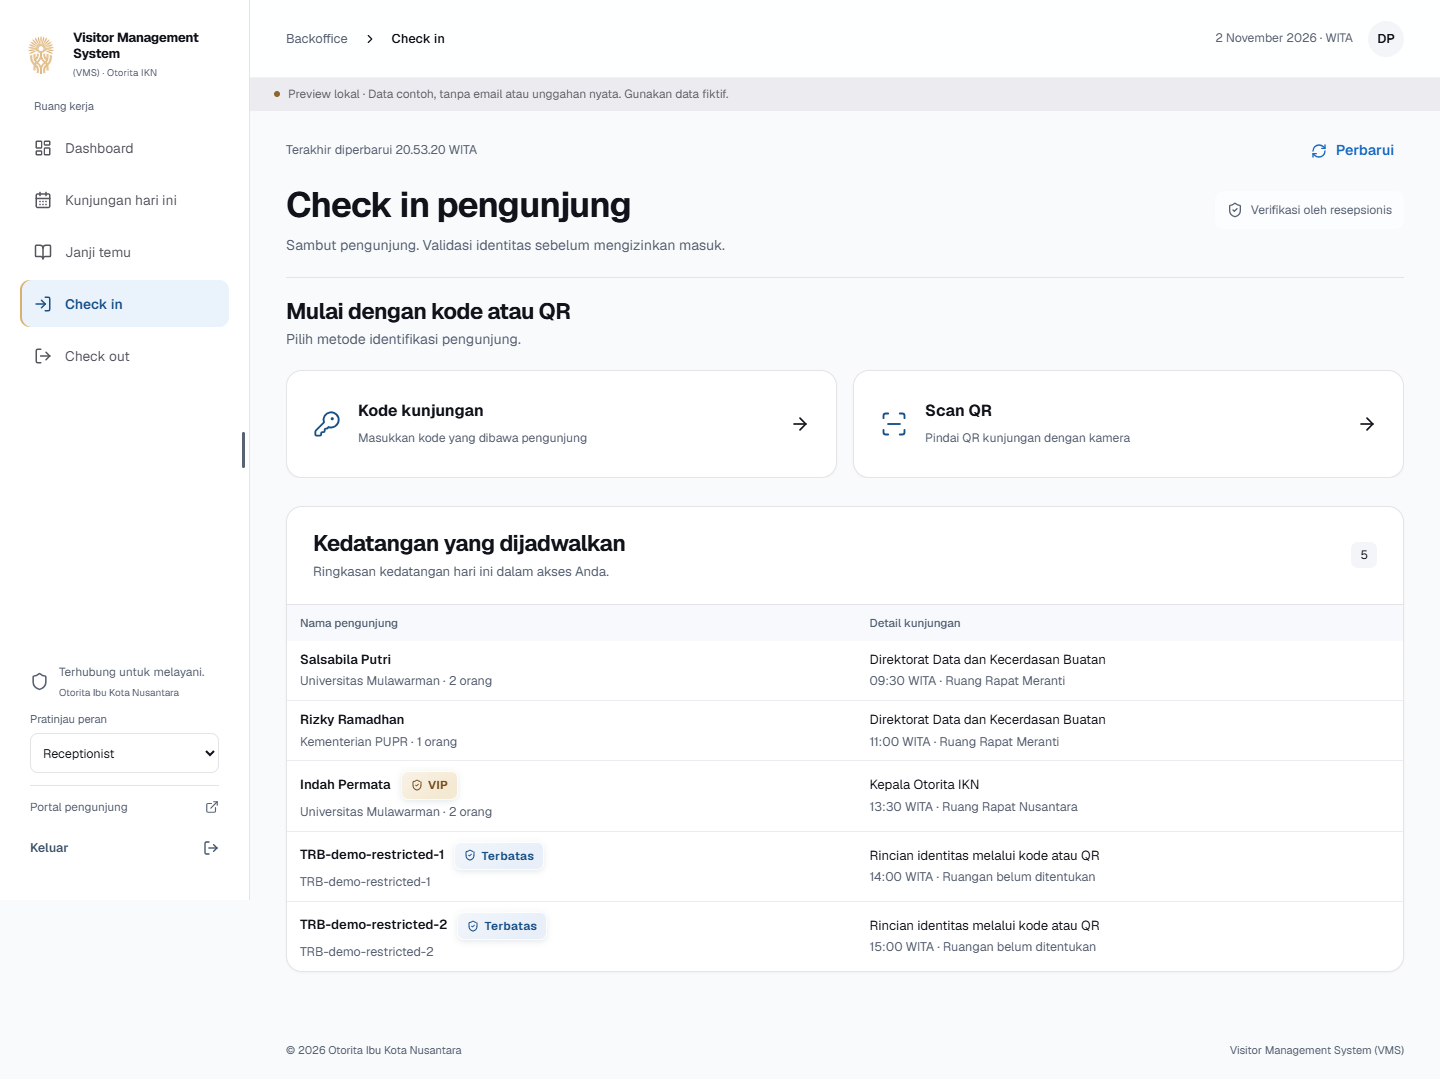 Visitor Management
System
(VMS) · Otorita IKN
Ruang kerja
Dashboard
Kunjungan hari ini
Janji temu
Check in
Check out
Terhubung untuk melayani.
Otorita Ibu Kota Nusantara
Pratinjau peran
Receptionist
Portal pengunjung
Keluar
Backoffice
Check in
2 November 2026 · WITA
DP
Preview lokal · Data contoh, tanpa email atau unggahan nyata. Gunakan data fiktif.
Terakhir diperbarui 20.53.20 WITA
Perbarui
Check in pengunjung
Verifikasi oleh resepsionis
Sambut pengunjung. Validasi identitas sebelum mengizinkan masuk.
Mulai dengan kode atau QR
Pilih metode identifikasi pengunjung.
Kode kunjungan
Masukkan kode yang dibawa pengunjung
Scan QR
Pindai QR kunjungan dengan kamera
Kedatangan yang dijadwalkan
Ringkasan kedatangan hari ini dalam akses Anda.
5
Nama pengunjung
Detail kunjungan
Salsabila Putri
Universitas Mulawarman · 2 orang
Direktorat Data dan Kecerdasan Buatan
09:30 WITA · Ruang Rapat Meranti
Rizky Ramadhan
Kementerian PUPR · 1 orang
Direktorat Data dan Kecerdasan Buatan
11:00 WITA · Ruang Rapat Meranti
Indah Permata
VIP
Universitas Mulawarman · 2 orang
Kepala Otorita IKN
13:30 WITA · Ruang Rapat Nusantara
TRB-demo-restricted-1
Terbatas
TRB-demo-restricted-1
Rincian identitas melalui kode atau QR
14:00 WITA · Ruangan belum ditentukan
TRB-demo-restricted-2
Terbatas
TRB-demo-restricted-2
Rincian identitas melalui kode atau QR
15:00 WITA · Ruangan belum ditentukan
© 2026 Otorita Ibu Kota Nusantara
Visitor Management System (VMS)